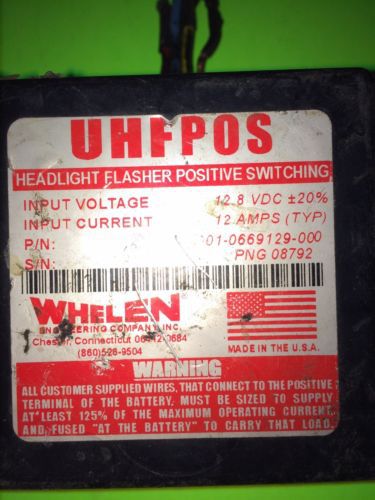 UHFPOS
HEADLIGHT FLASHER POSITIVE SWITCHING
INPUT VOLTAGE 12.8 VDC ±20%
INPUT CURRENT 12 AMPS (TYP)
P/N: 01-0669129-000
S/N: PNG 08792
WHELEN
ENGINEERING COMPANY, INC.
Chester, Connecticut
(860)526-9504
MADE IN THE U.S.A.
WARNING
ALL CUSTOMER SUPPLIED WIRES, THAT CONNECT TO THE POSITIVE
TERMINAL OF THE BATTERY, MUST BE SIZED TO SUPPLY
AT LEAST 125% OF THE MAXIMUM OPERATING CURRENT,
AND FUSED "AT THE BATTERY" TO CARRY THAT LOAD.